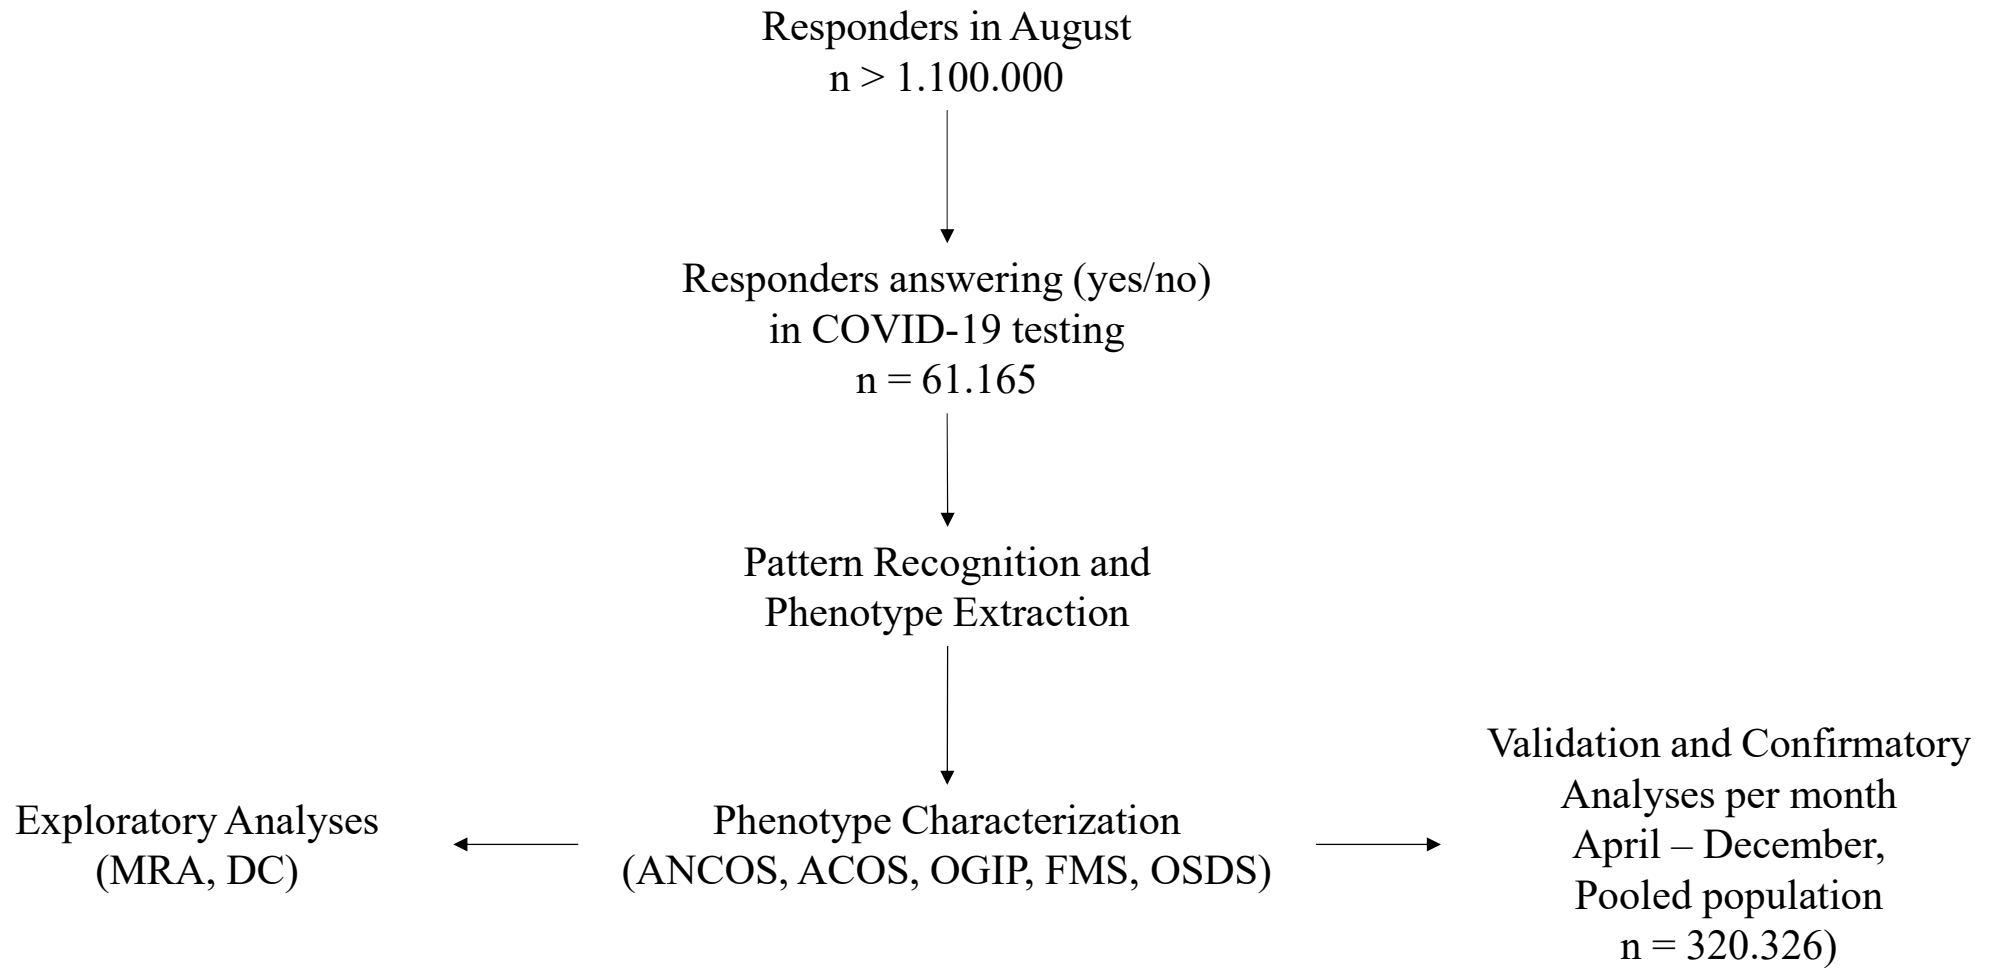 Responders in August
n > 1.100.000
Responders answering (yes/no)
in COVID-19 testing
n = 61.165
Pattern Recognition and
Phenotype Extraction
Exploratory Analyses
(MRA, DC)
Phenotype Characterization
(ANCOS, ACOS, OGIP, FMS, OSDS)
Validation and Confirmatory
Analyses per month
April – December,
Pooled population
n = 320.326)